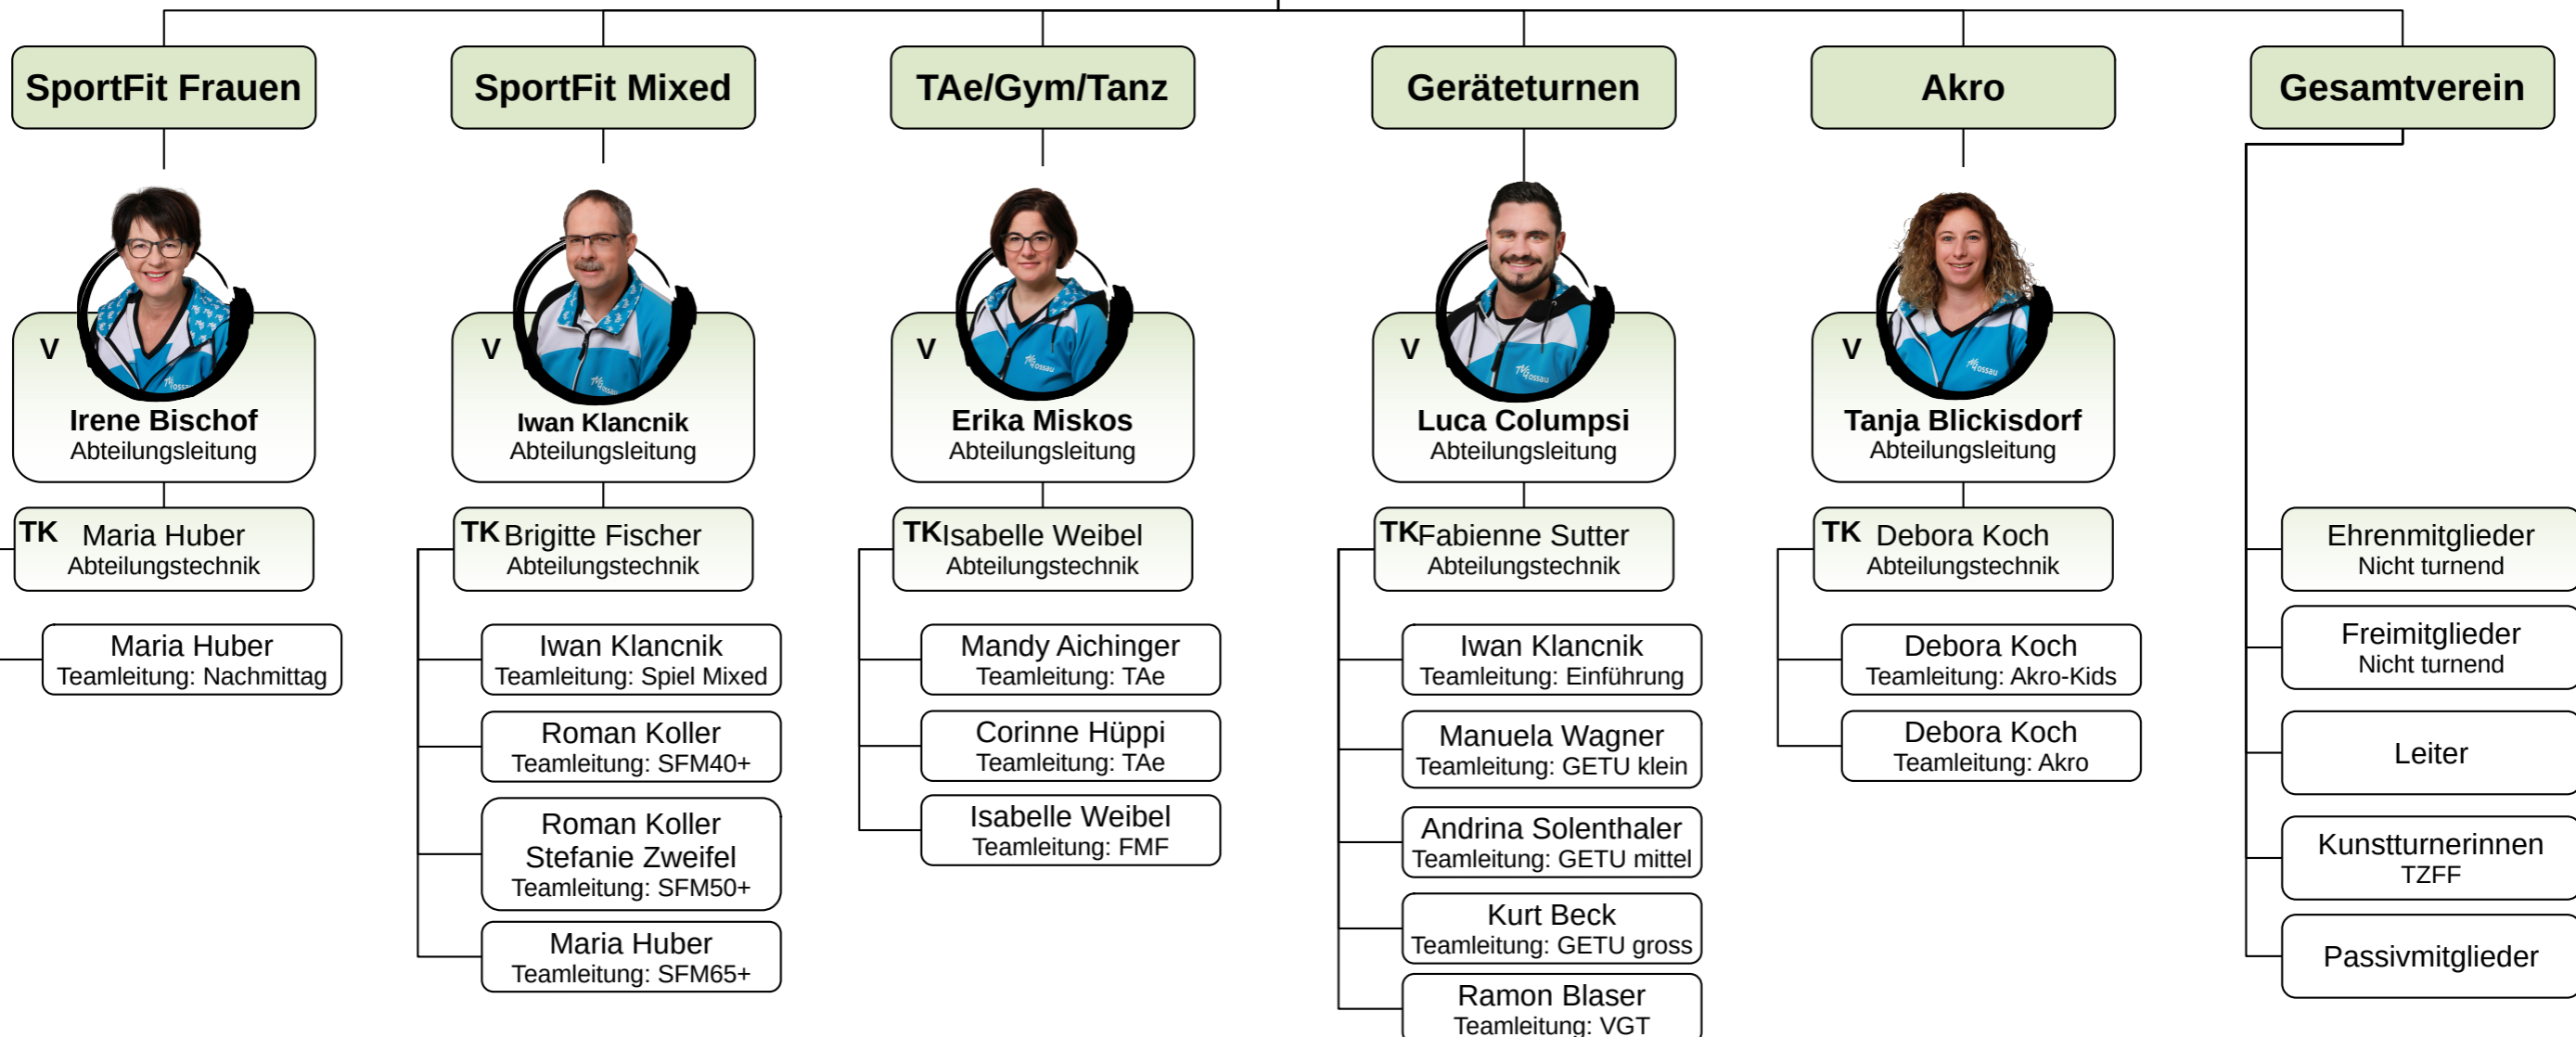 SportFit Frauen
SportFit Mixed
TAe/Gym/Tanz
Geräteturnen
Akro
Gesamtverein
V
Irene Bischof
Abteilungsleitung
TK
Maria Huber
Abteilungstechnik
Maria Huber
Teamleitung: Nachmittag
V
Iwan Klancnik
Abteilungsleitung
TK
Brigitte Fischer
Abteilungstechnik
Iwan Klancnik
Teamleitung: Spiel Mixed
Roman Koller
Teamleitung: SFM40+
Roman Koller
Stefanie Zweifel
Teamleitung: SFM50+
Maria Huber
Teamleitung: SFM65+
V
Erika Miskos
Abteilungsleitung
TK
Isabelle Weibel
Abteilungstechnik
Mandy Aichinger
Teamleitung: TAe
Corinne Hüppi
Teamleitung: TAe
Isabelle Weibel
Teamleitung: FMF
V
Luca Columpsi
Abteilungsleitung
TK
Fabienne Sutter
Abteilungstechnik
Iwan Klancnik
Teamleitung: Einführung
Manuela Wagner
Teamleitung: GETU klein
Andrina Solenthaler
Teamleitung: GETU mittel
Kurt Beck
Teamleitung: GETU gross
Ramon Blaser
Teamleitung: VGT
V
Tanja Blickisdorf
Abteilungsleitung
TK
Debora Koch
Abteilungstechnik
Debora Koch
Teamleitung: Akro-Kids
Debora Koch
Teamleitung: Akro
Ehrenmitglieder
Nicht turnend
Freimitglieder
Nicht turnend
Leiter
Kunstturnerinnen
TZFF
Passivmitglieder